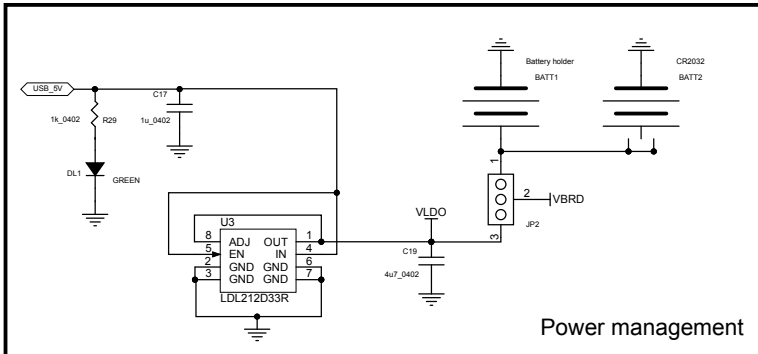 Battery holder
BATT1
CR2032
BATT2
USB_5V
C17
1u_0402
1k_0402
R29
DL1
GREEN
1
2
VBRD
JP2
3
VLDO
C19
4u7_0402
U3
8 ADJ OUT 1
5 EN IN 4
2 GND GND 6
3 GND GND 7
LDL212D33R
Power management